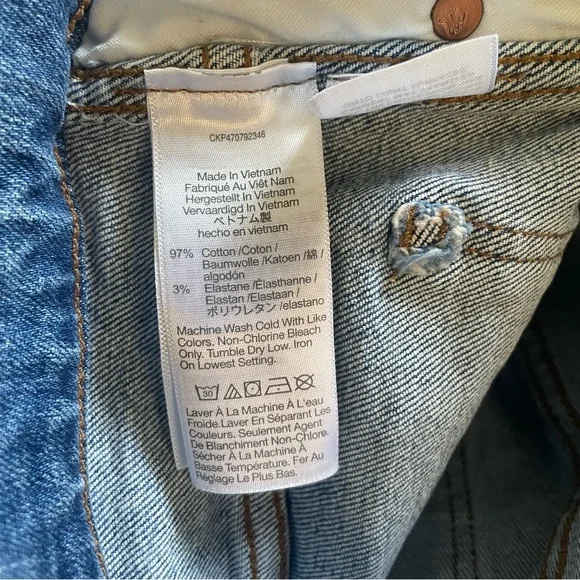 CKP470792346
Made In Vietnam
Fabriqué Au Viêt Nam
Hergestellt In Vietnam
Vervaardigd In Vietnam
ベトナム製
hecho en vietnam
97% Cotton /Coton /
Baumwolle /Katoen /綿 /
algodón
3% Elastane /Élasthanne /
Elastan /Elastaan /
ポリウレタン /elastano
Machine Wash Cold With Like
Colors. Non-Chlorine Bleach
Only. Tumble Dry Low. Iron
On Lowest Setting.
30
Laver À La Machine À L'eau
Froide.Laver En Séparant Les
Couleurs. Seulement Agent
De Blanchiment Non-Chlore.
Sécher À La Machine À
Basse Température. Fer Au
Réglage Le Plus Bas.